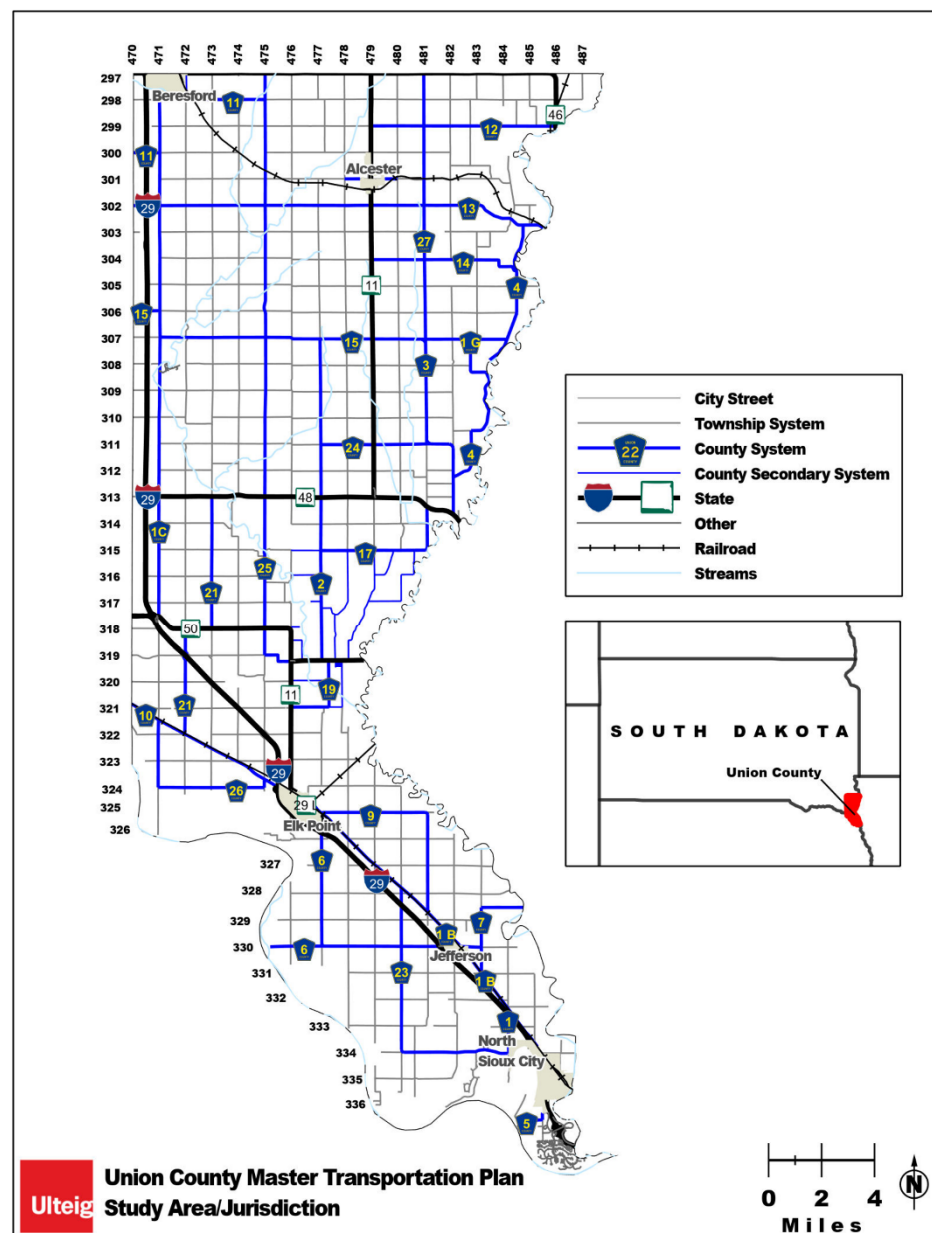 470 471 472 473 474 475 476 477 478 479 480 481 482 483 484 485 486 487
297
Beresford
298
11
46
299
12
300
11
Alcester
301
29
302
13
303
27
304
14
305
11
4
306
15
307
15
1 G
308
3
309
310
311
24
4
312
313
29
48
314
1C
315
17
316
25
2
21
317
318
50
319
320
19
11
321
21
10
322
323
29
324
26
325
29
9
326
Elk Point
327
6
29
328
329
7
1 B
330
6
Jefferson
331
23
1 B
332
1
333
North
Sioux City
334
335
336
5
City Street
Township System
22
County System
County Secondary System
State
Other
Railroad
Streams
SOUTH DAKOTA
Union County
Ulteig
Union County Master Transportation Plan
Study Area/Jurisdiction
0 2 4
Miles
N